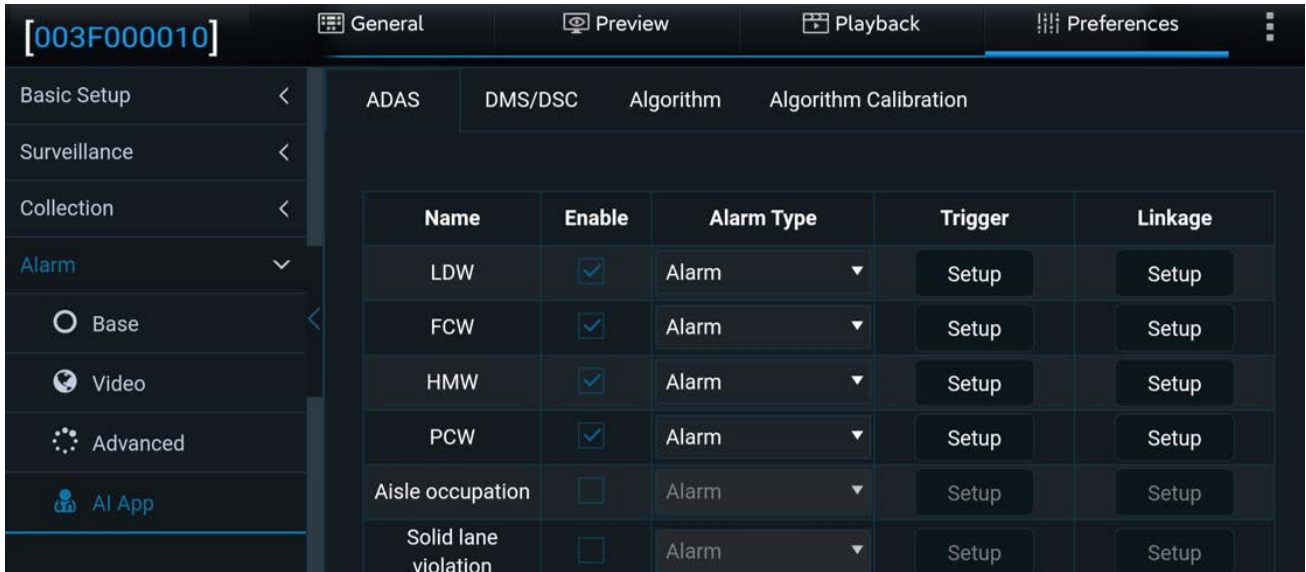 [003F000010]
General Preview Playback Preferences
Basic Setup
Surveillance
Collection
Alarm
Base
Video
Advanced
AI App
ADAS DMS/DSC Algorithm Algorithm Calibration
Name Enable Alarm Type Trigger Linkage
LDW Alarm Setup Setup
FCW Alarm Setup Setup
HMW Alarm Setup Setup
PCW Alarm Setup Setup
Aisle occupation Alarm Setup Setup
Solid lane
violation Alarm Setup Setup